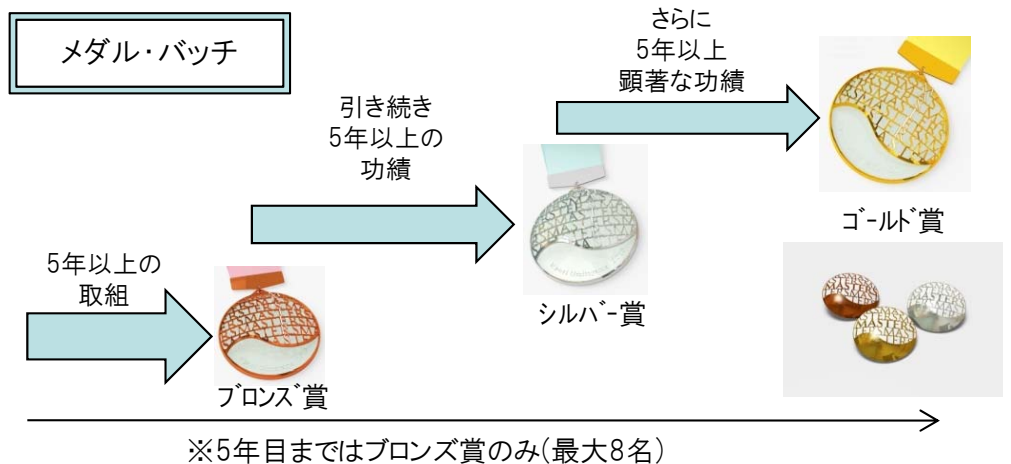 メダル・バッチ
さらに
5年以上
顕著な功績
引き続き
5年以上の
功績
ゴールド賞
5年以上の
取組
シルバー賞
MASTERS
ブロンズ賞
※5年目まではブロンズ賞のみ(最大8名)